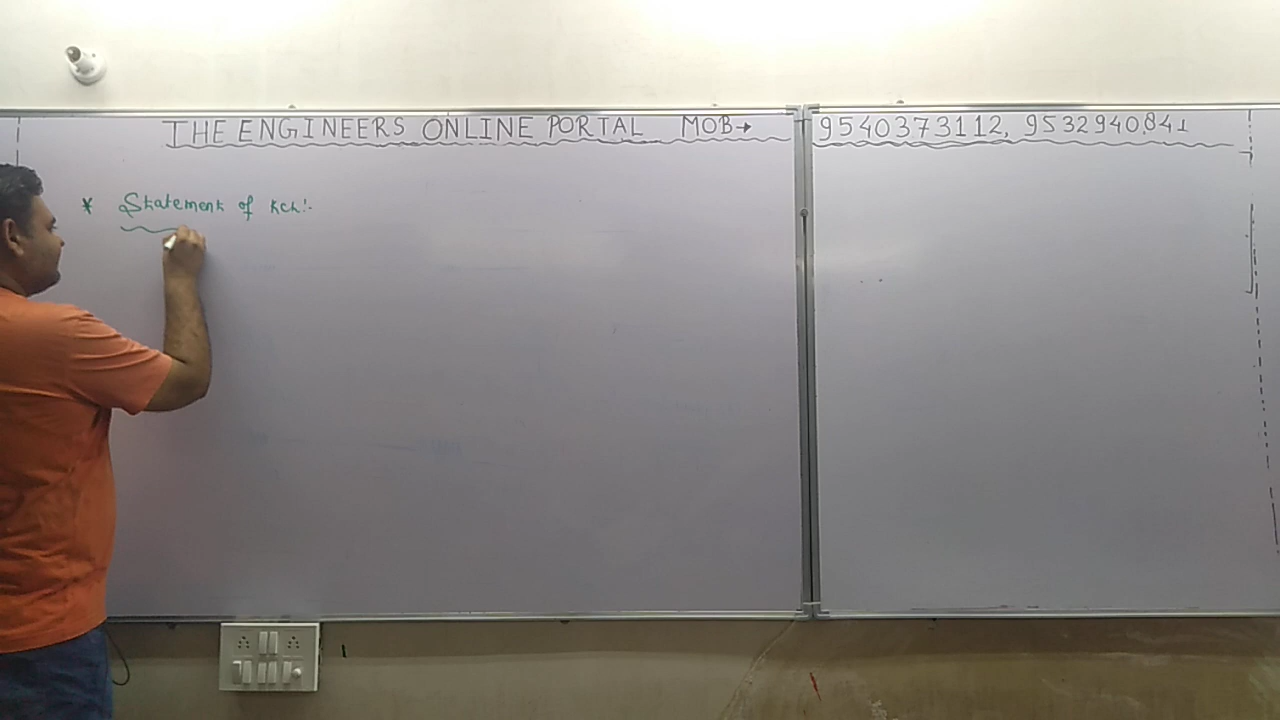 THE ENGINEERS ONLINE PORTAL MOB→ 9540373112, 9532940841
* Statement of KCL:-